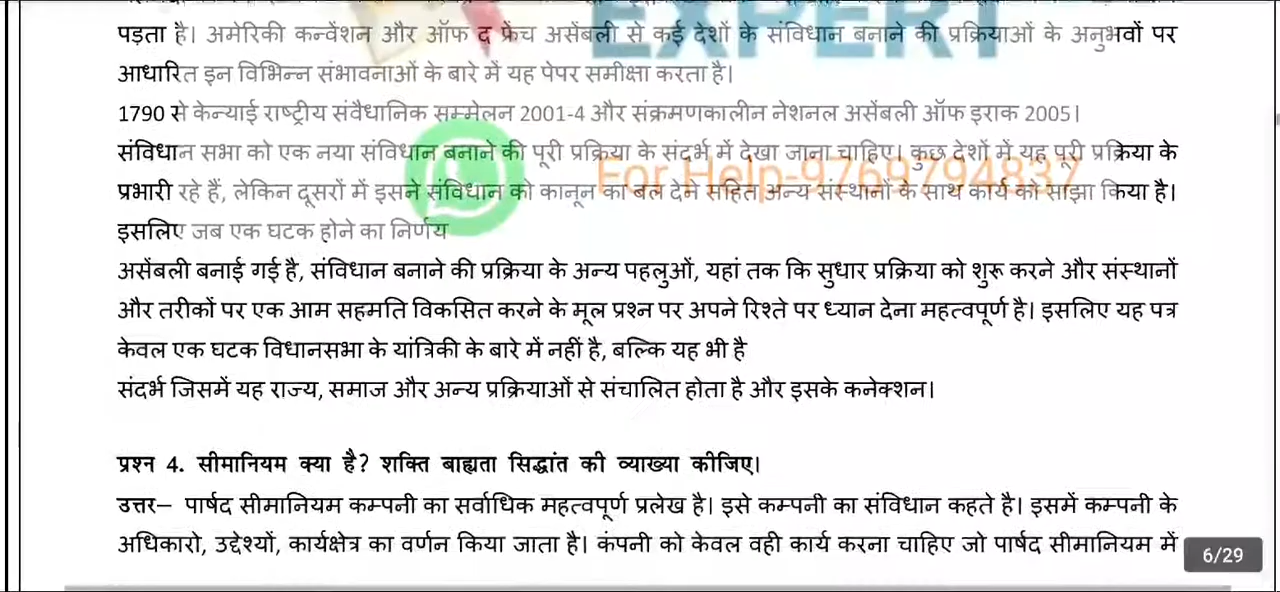 EXPERT
पड़ता है। अमेरिकी कन्वेंशन और ऑफ द फ्रेंच असेंबली से कई देशों के संविधान बनाने की प्रक्रियाओं के अनुभवों पर
आधारित इन विभिन्न संभावनाओं के बारे में यह पेपर समीक्षा करता है।
1790 से केन्याई राष्ट्रीय संवैधानिक सम्मेलन 2001-4 और संक्रमणकालीन नेशनल असेंबली ऑफ इराक 2005।
संविधान सभा को एक नया संविधान बनाने की पूरी प्रक्रिया के संदर्भ में देखा जाना चाहिए। कुछ देशों में यह पूरी प्रक्रिया के
For Help-9769794837
प्रभारी रहे हैं, लेकिन दूसरों में इसने संविधान को कानून का बल देने सहित अन्य संस्थानों के साथ कार्य को साझा किया है।
इसलिए जब एक घटक होने का निर्णय
असेंबली बनाई गई है, संविधान बनाने की प्रक्रिया के अन्य पहलुओं, यहां तक कि सुधार प्रक्रिया को शुरू करने और संस्थानों
और तरीकों पर एक आम सहमति विकसित करने के मूल प्रश्न पर अपने रिश्ते पर ध्यान देना महत्वपूर्ण है। इसलिए यह पत्र
केवल एक घटक विधानसभा के यांत्रिकी के बारे में नहीं है, बल्कि यह भी है
संदर्भ जिसमें यह राज्य, समाज और अन्य प्रक्रियाओं से संचालित होता है और इसके कनेक्शन।
प्रश्न 4. सीमानियम क्या है? शक्ति बाह्यता सिद्धांत की व्याख्या कीजिए।
उत्तर– पार्षद सीमानियम कम्पनी का सर्वाधिक महत्वपूर्ण प्रलेख है। इसे कम्पनी का संविधान कहते है। इसमें कम्पनी के
अधिकारो, उद्देश्यों, कार्यक्षेत्र का वर्णन किया जाता है। कंपनी को केवल वही कार्य करना चाहिए जो पार्षद सीमानियम में
6/29